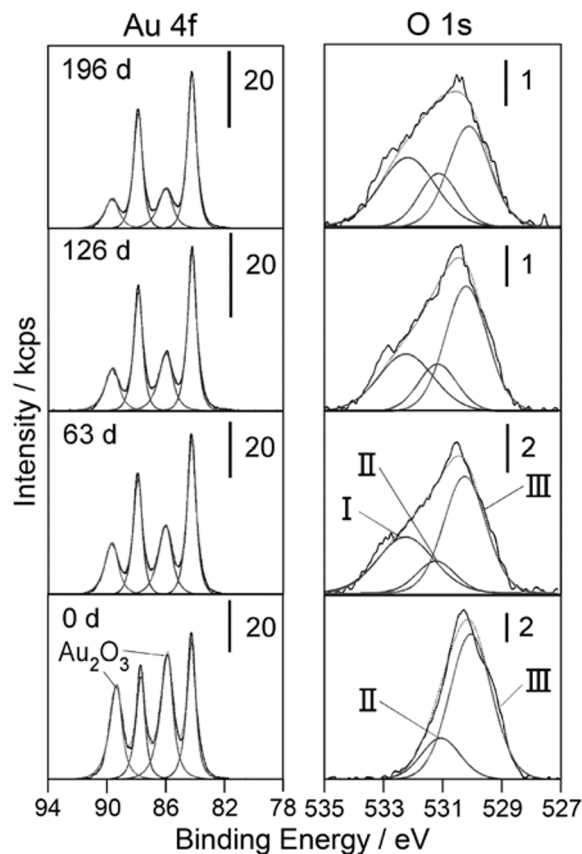 Au 4f
O 1s
196 d
20
1
126 d
20
1
63 d
20
2
I
II
III
0 d
20
2
Au₂O₃
II
III
94 90 86 82 78
535 533 531 529 527
Intensity / kcps
Binding Energy / eV